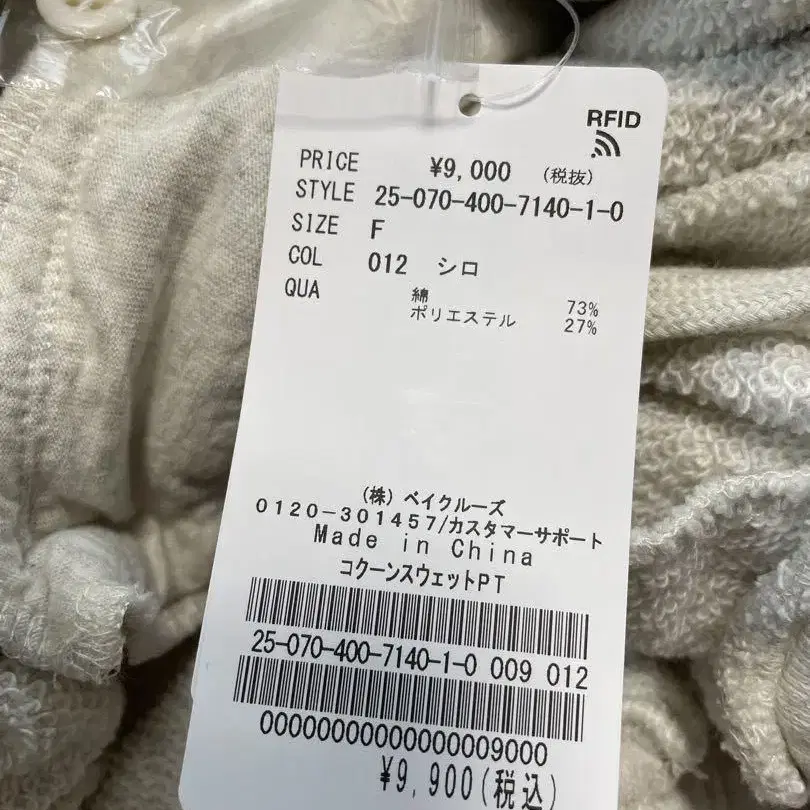 RFID
PRICE ¥9,000 (税抜)
STYLE 25-070-400-7140-1-0
SIZE F
COL 012 シロ
QUA 綿 73%
ポリエステル 27%
(株) ベイクルーズ
0120-301457/カスタマーサポート
Made in China
コクーンスウェットPT
25-070-400-7140-1-0 009 012
00000000000000009000
¥9,900(税込)